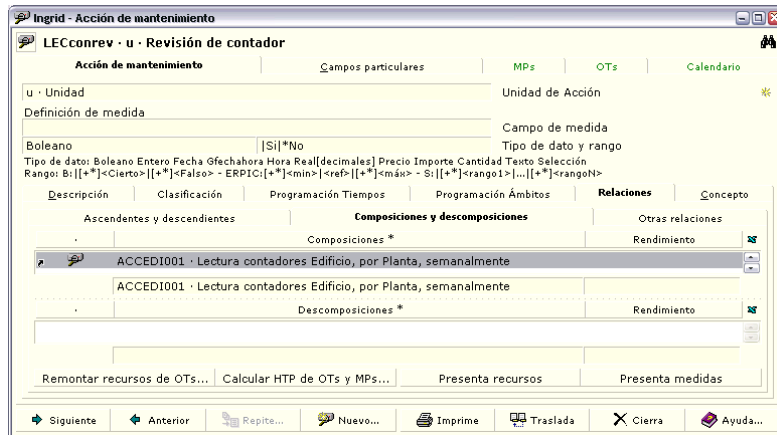 Ingrid - Acción de mantenimiento
LECconrev · u · Revisión de contador
Acción de mantenimiento Campos particulares MPs OTs Calendario
u · Unidad Unidad de Acción
Definición de medida
Campo de medida
Boleano |Si|*No Tipo de dato y rango
Tipo de dato: Boleano Entero Fecha Gfechahora Hora Real[decimales] Precio Importe Cantidad Texto Selección
Rango: B:|[+*]<Cierto>|[+*]<Falso> - ERPIC:[+*]<min>|<ref>|[+*]<máx> - S:[+*]<rango1>|...|[+*]<rangoN>
Descripción Clasificación Programación Tiempos Programación Ámbitos Relaciones Concepto
Ascendentes y descendientes Composiciones y descomposiciones Otras relaciones
· Composiciones * Rendimiento
ACCEDI001 · Lectura contadores Edificio, por Planta, semanalmente
ACCEDI001 · Lectura contadores Edificio, por Planta, semanalmente
· Descomposiciones * Rendimiento
Remontar recursos de OTs... Calcular HTP de OTs y MPs... Presenta recursos Presenta medidas
Siguiente Anterior Repite... Nuevo... Imprime Traslada Cierra Ayuda...